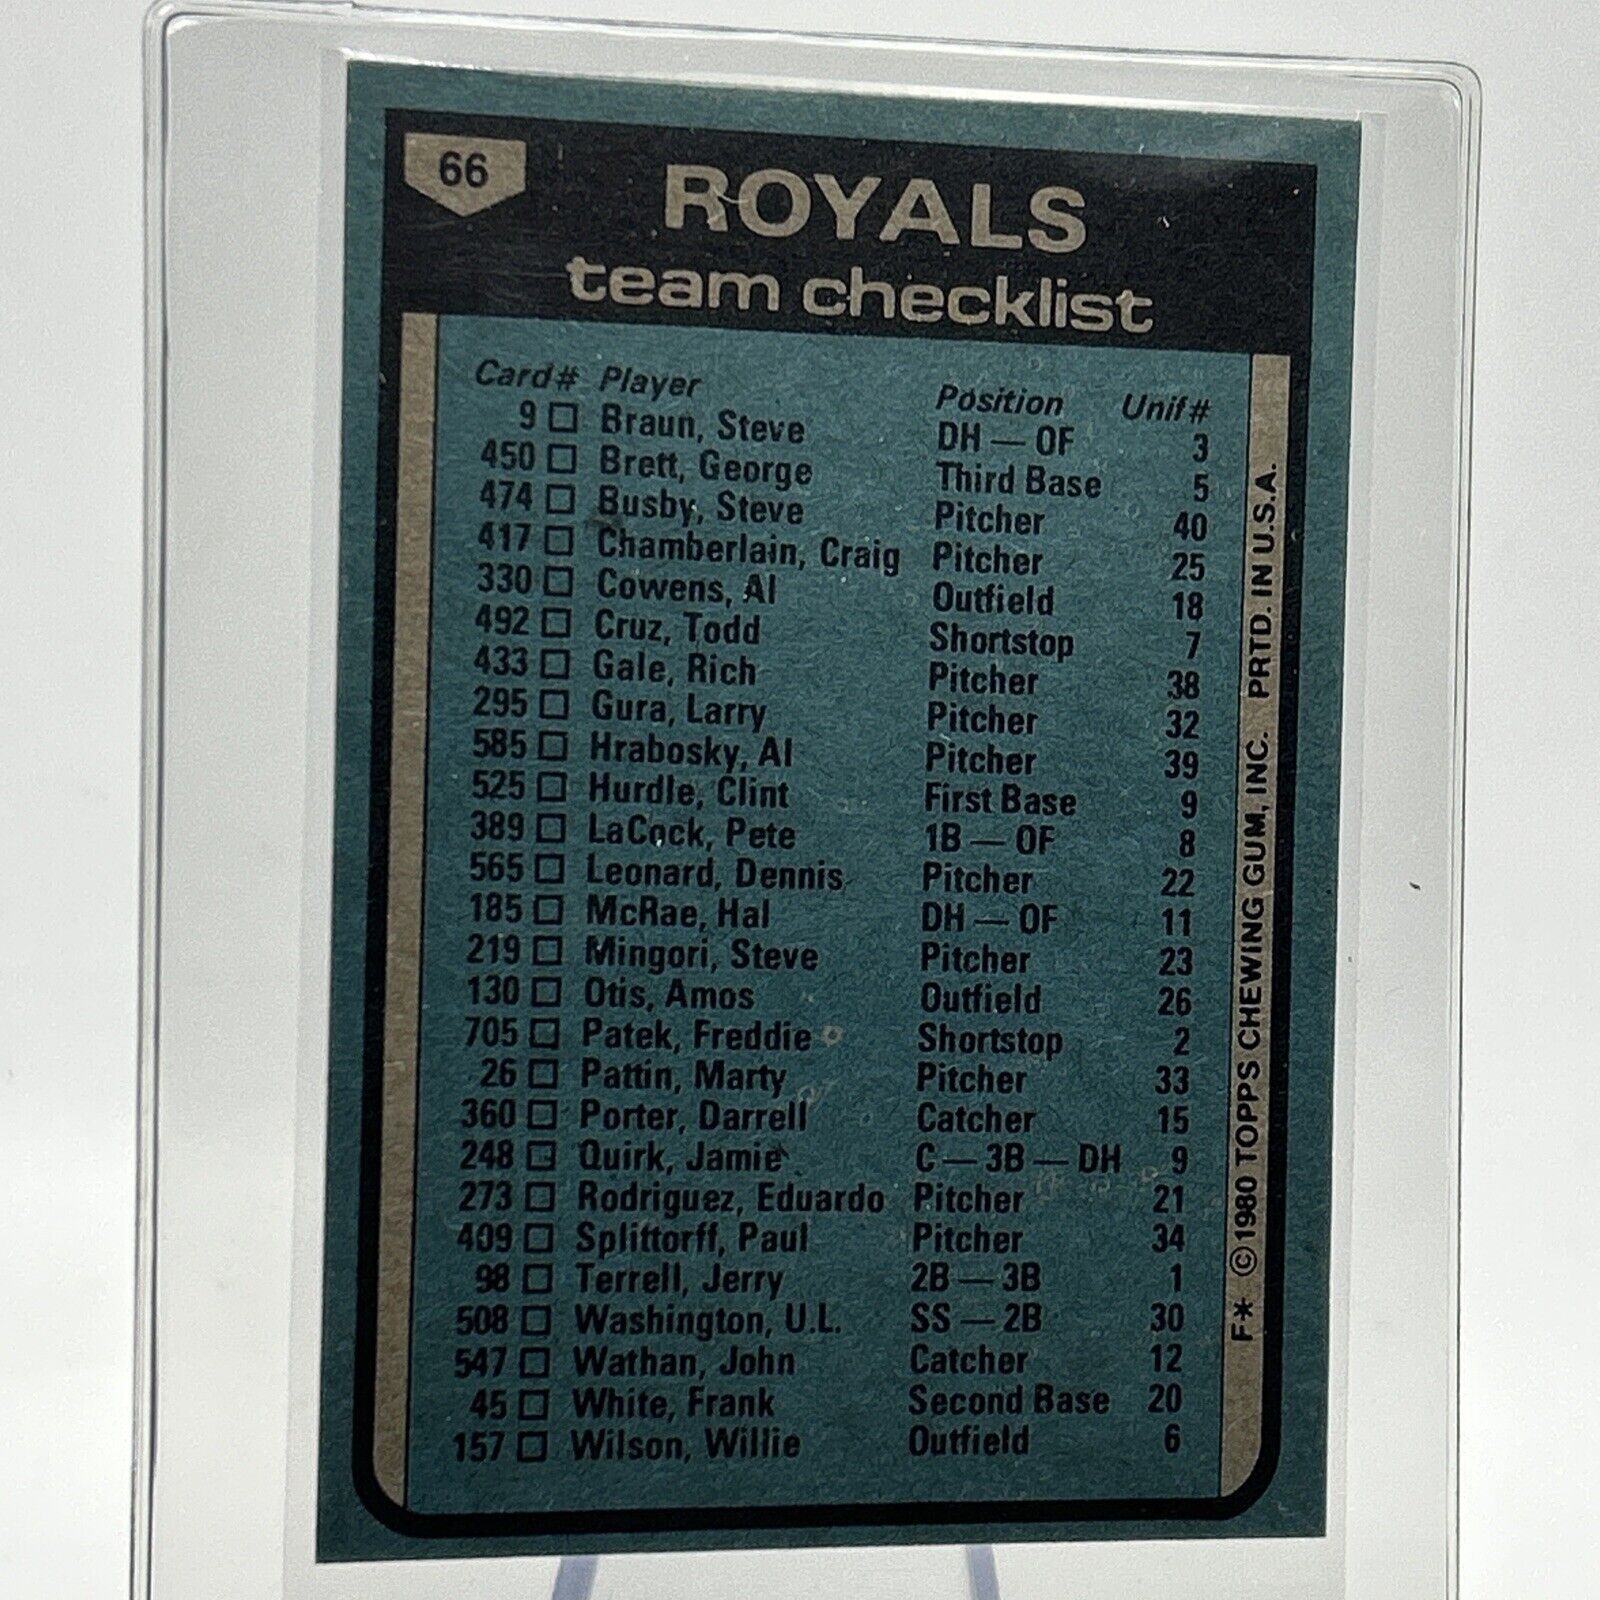 66
ROYALS
team checklist
Card# Player Position Unif#
9 □ Braun, Steve DH — OF 3
450 □ Brett, George Third Base 5
474 □ Busby, Steve Pitcher 40
417 □ Chamberlain, Craig Pitcher 25
330 □ Cowens, Al Outfield 18
492 □ Cruz, Todd Shortstop 7
433 □ Gale, Rich Pitcher 38
295 □ Gura, Larry Pitcher 32
585 □ Hrabosky, Al Pitcher 39
525 □ Hurdle, Clint First Base 9
389 □ LaCock, Pete 1B — OF 8
565 □ Leonard, Dennis Pitcher 22
185 □ McRae, Hal DH — OF 11
219 □ Mingori, Steve Pitcher 23
130 □ Otis, Amos Outfield 26
705 □ Patek, Freddie Shortstop 2
26 □ Pattin, Marty Pitcher 33
360 □ Porter, Darrell Catcher 15
248 □ Quirk, Jamie C — 3B — DH 9
273 □ Rodriguez, Eduardo Pitcher 21
409 □ Splittorff, Paul Pitcher 34
98 □ Terrell, Jerry 2B — 3B 1
508 □ Washington, U.L. SS — 2B 30
547 □ Wathan, John Catcher 12
45 □ White, Frank Second Base 20
157 □ Wilson, Willie Outfield 6
F* ©1980 TOPPS CHEWING GUM, INC. PRTD. IN U.S.A.